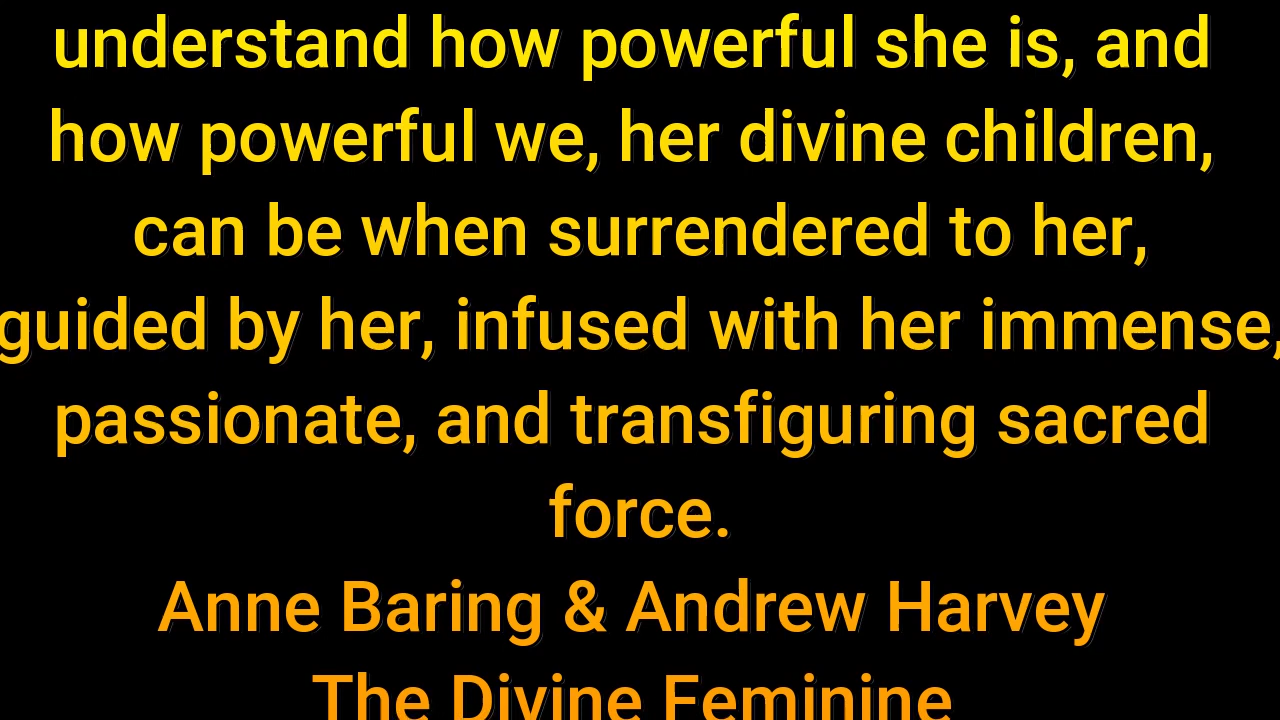 understand how powerful she is, and
how powerful we, her divine children,
can be when surrendered to her,
guided by her, infused with her immense,
passionate, and transfiguring sacred
force.
Anne Baring & Andrew Harvey
The Divine Feminine